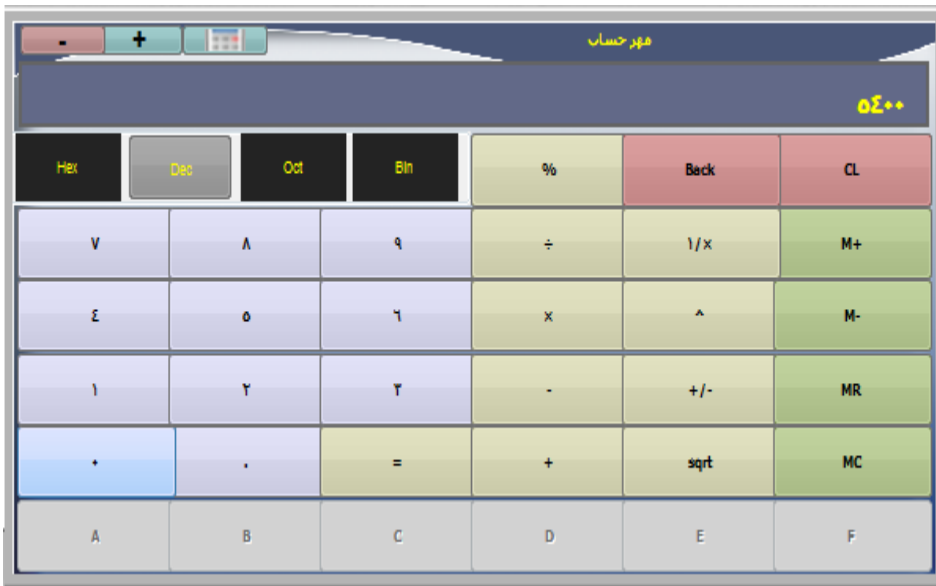 - + مهر حساب
٥٤٠٠
Hex Dec Oct Bin % Back CL
٧ ٨ ٩ ÷ ١/× M+
٤ ٥ ٦ × ^ M-
١ ٢ ٣ - +/- MR
٠ . = + sqrt MC
A B C D E F